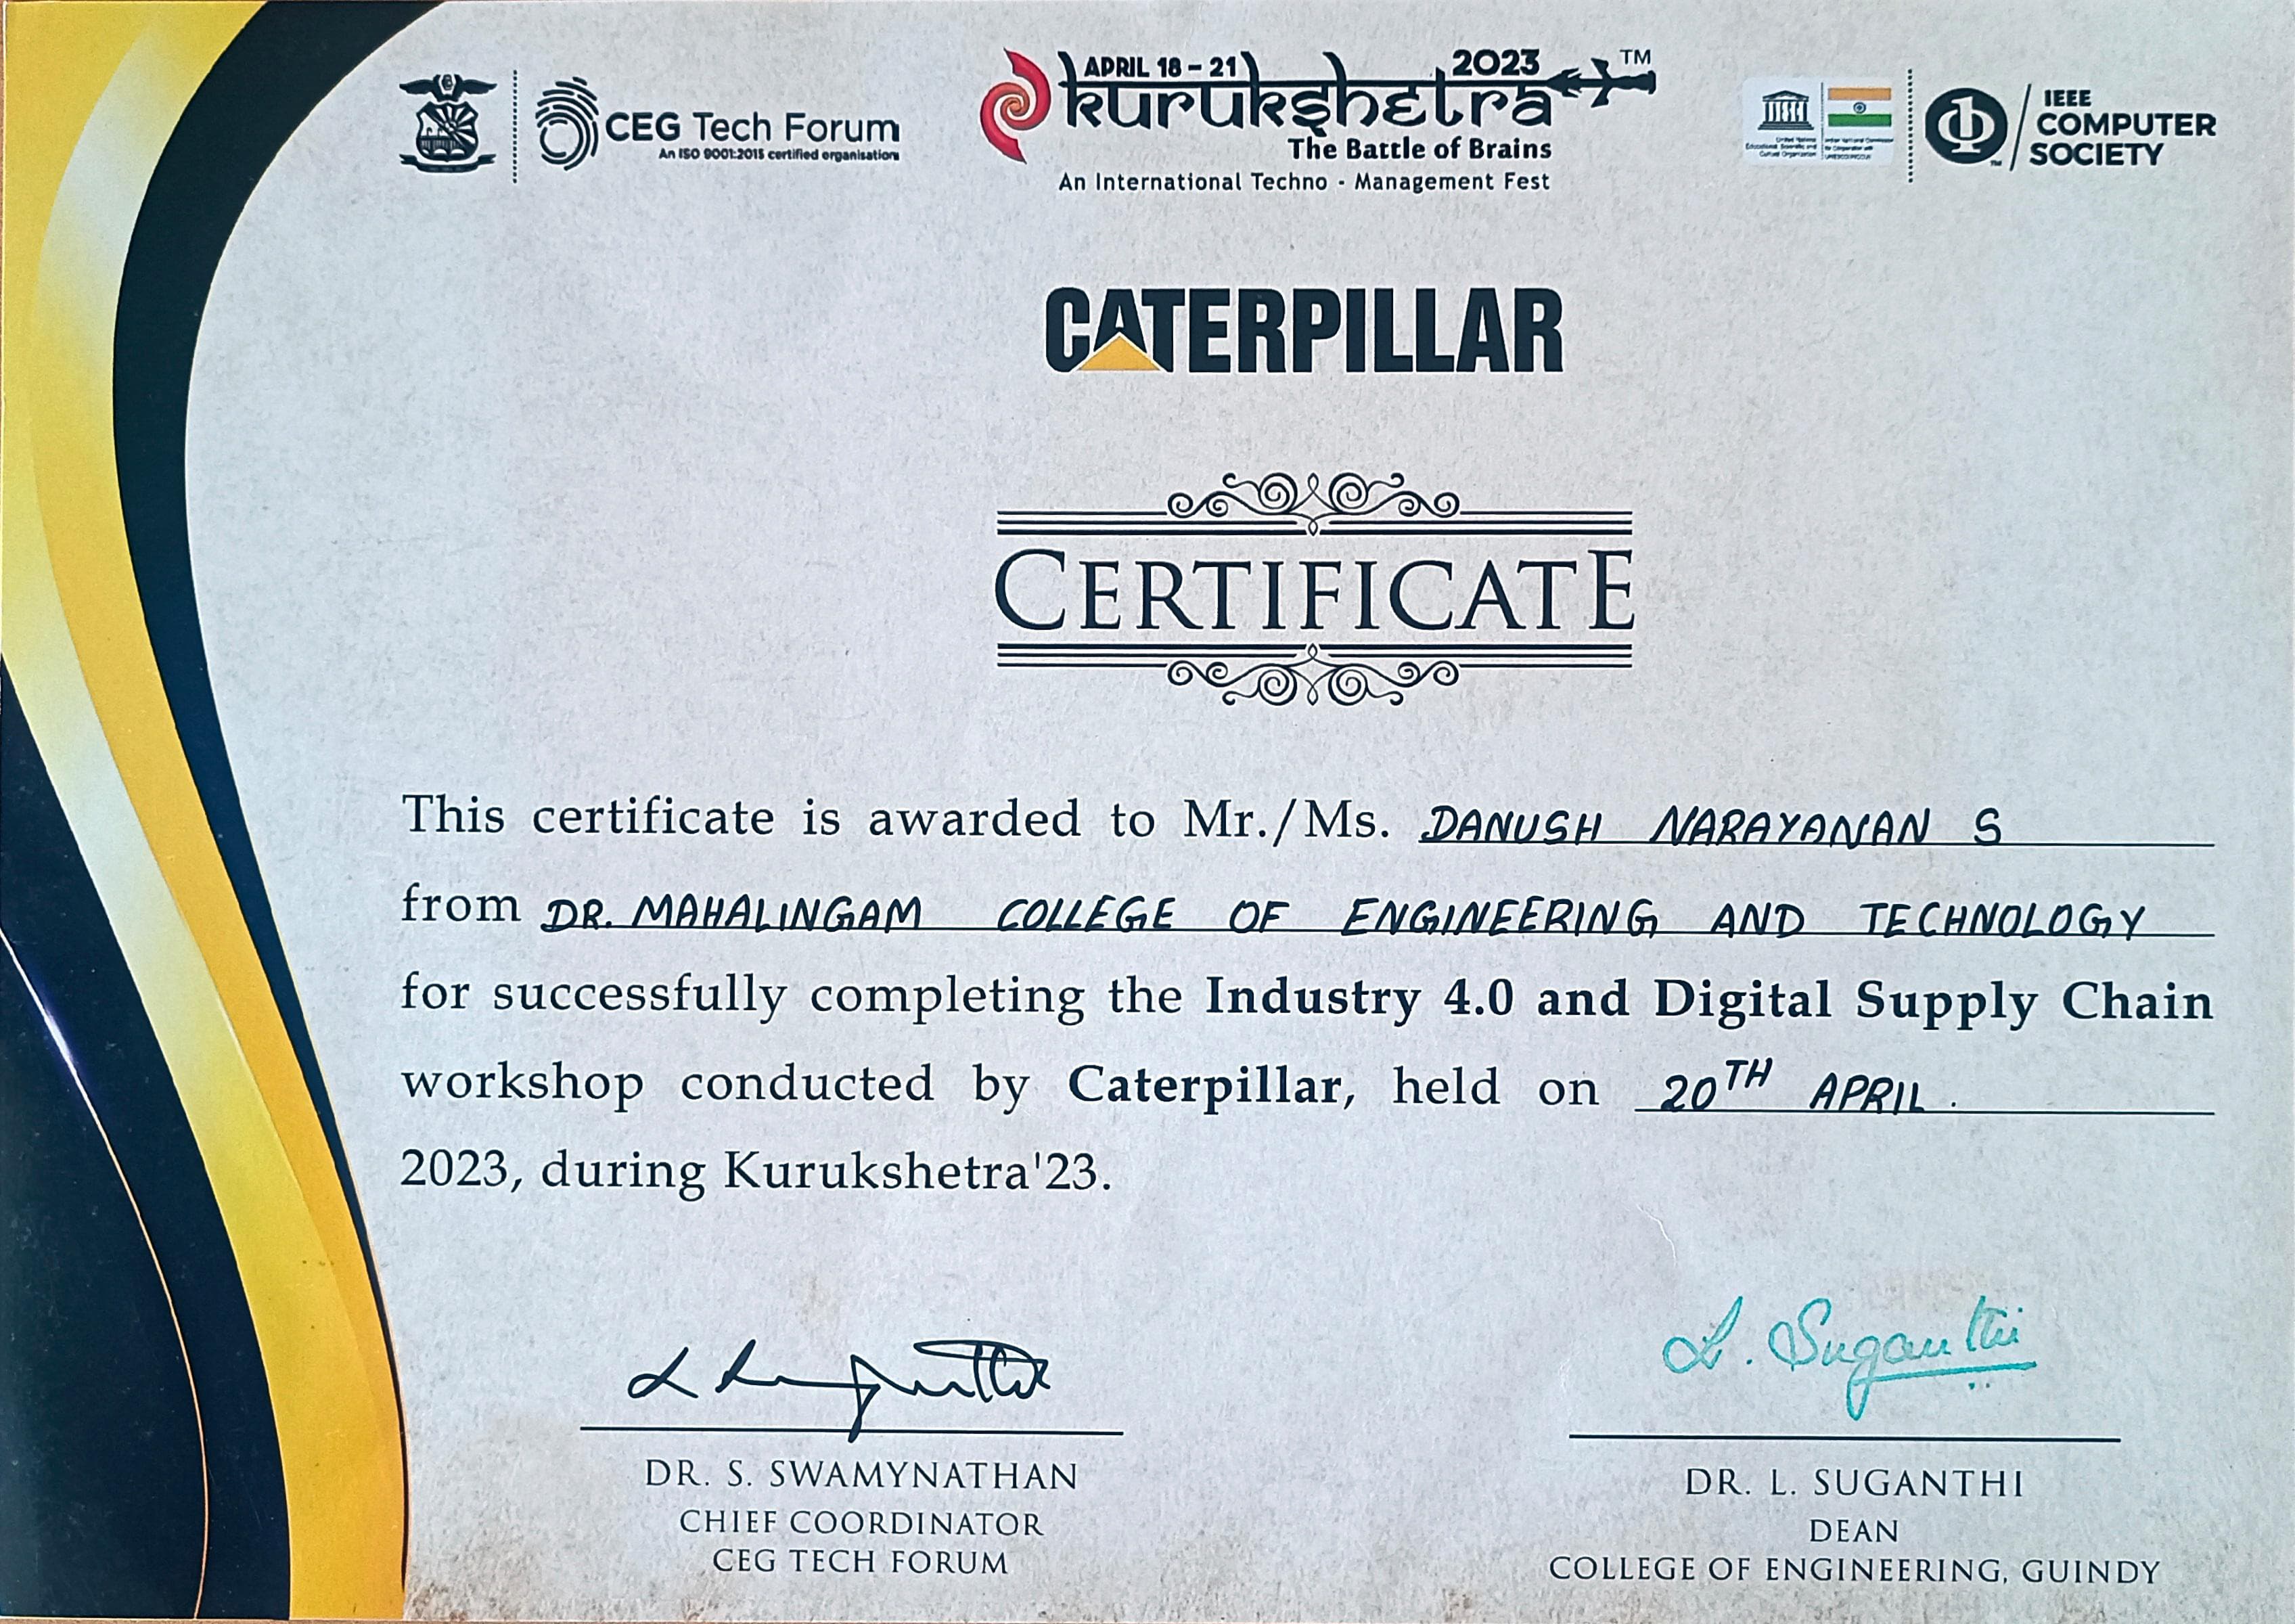 CEG Tech Forum
An ISO 9001:2015 certified organisation
APRIL 18 - 21 2023 TM
kurukshetra
The Battle of Brains
An International Techno - Management Fest
IEEE
COMPUTER
SOCIETY
CATERPILLAR
CERTIFICATE
This certificate is awarded to Mr./Ms. DANUSH NARAYANAN S
from DR. MAHALINGAM COLLEGE OF ENGINEERING AND TECHNOLOGY
for successfully completing the Industry 4.0 and Digital Supply Chain
workshop conducted by Caterpillar, held on 20TH APRIL.
2023, during Kurukshetra'23.
L. Suganthi
DR. S. SWAMYNATHAN
CHIEF COORDINATOR
CEG TECH FORUM
DR. L. SUGANTHI
DEAN
COLLEGE OF ENGINEERING, GUINDY